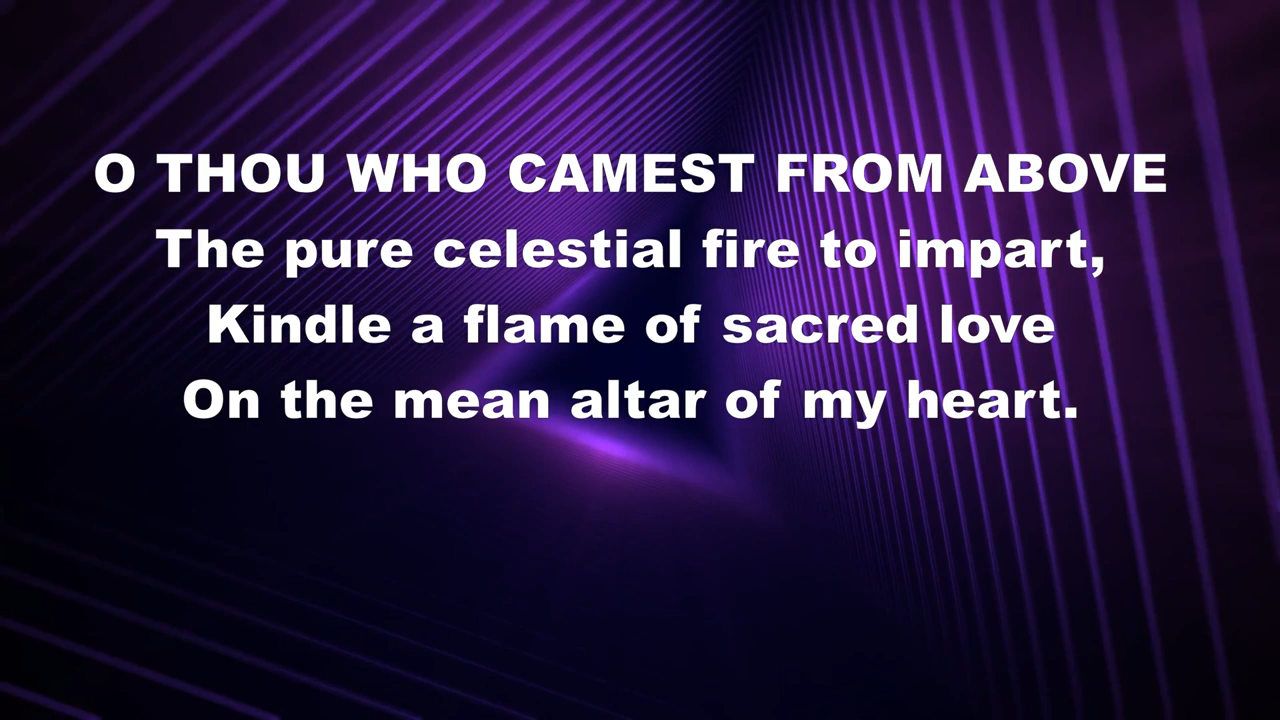 O THOU WHO CAMEST FROM ABOVE
The pure celestial fire to impart,
Kindle a flame of sacred love
On the mean altar of my heart.